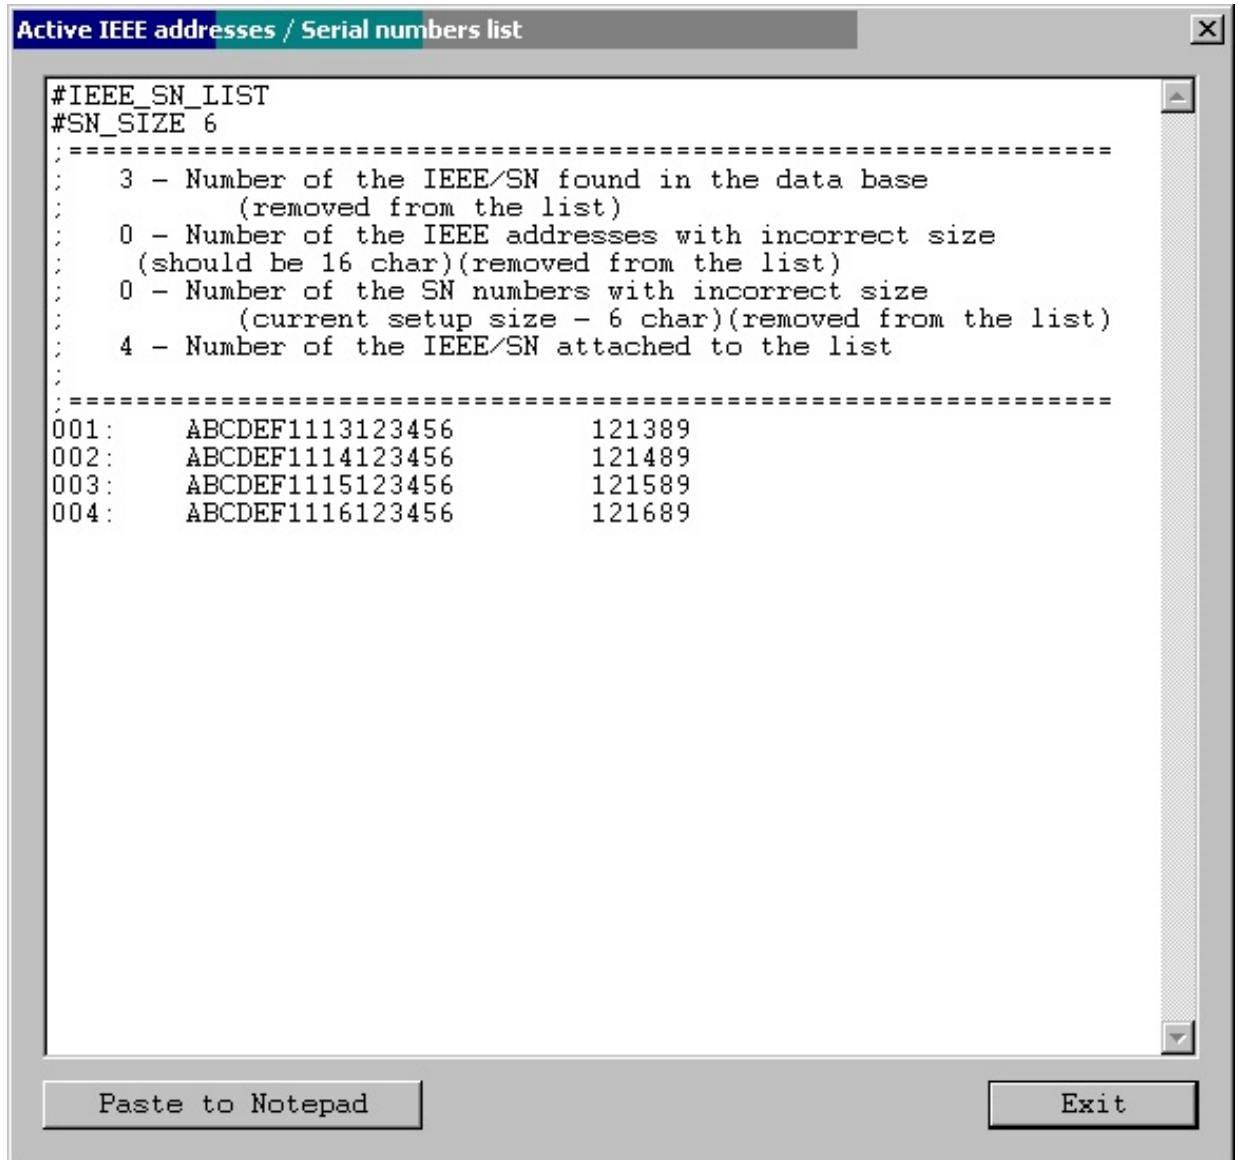 Active IEEE addresses / Serial numbers list
#IEEE_SN_LIST
#SN_SIZE 6
;==============================================================
;   3 - Number of the IEEE/SN found in the data base
;          (removed from the list)
;   0 - Number of the IEEE addresses with incorrect size
;    (should be 16 char)(removed from the list)
;   0 - Number of the SN numbers with incorrect size
;          (current setup size - 6 char)(removed from the list)
;   4 - Number of the IEEE/SN attached to the list
;
;==============================================================
001:    ABCDEF1113123456        121389
002:    ABCDEF1114123456        121489
003:    ABCDEF1115123456        121589
004:    ABCDEF1116123456        121689
Paste to Notepad
Exit